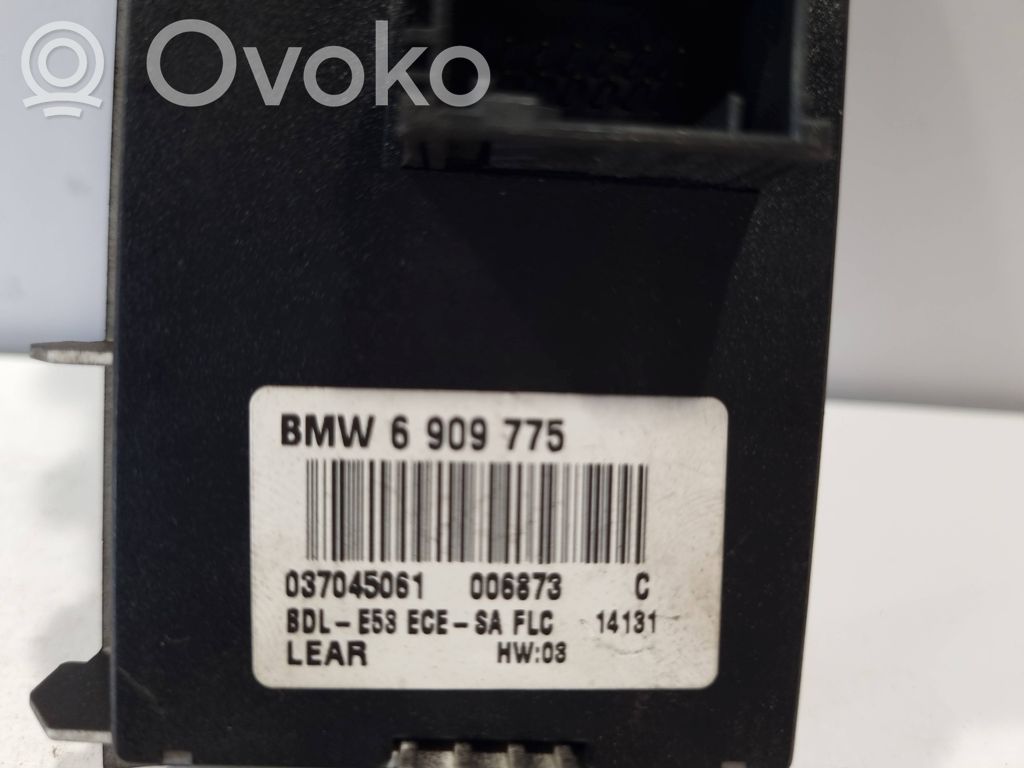 Ovoko
BMW 6 909 775
037045061 006873 C
BDL-E53 ECE-SA FLC 14131
LEAR HW:03